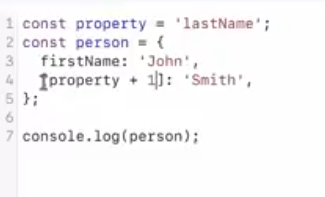 1 const property = 'lastName';
2 const person = {
3 firstName: 'John',
4 [property + 1]: 'Smith',
5 };
6
7 console.log(person);